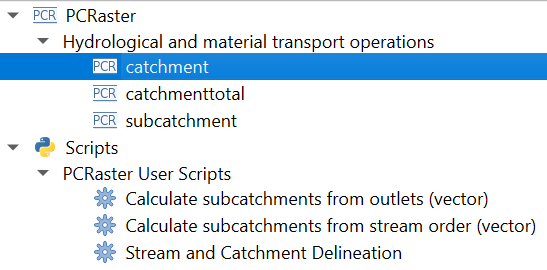 PCR PCRaster
Hydrological and material transport operations
PCR catchment
PCR catchmenttotal
PCR subcatchment
Scripts
PCRaster User Scripts
Calculate subcatchments from outlets (vector)
Calculate subcatchments from stream order (vector)
Stream and Catchment Delineation